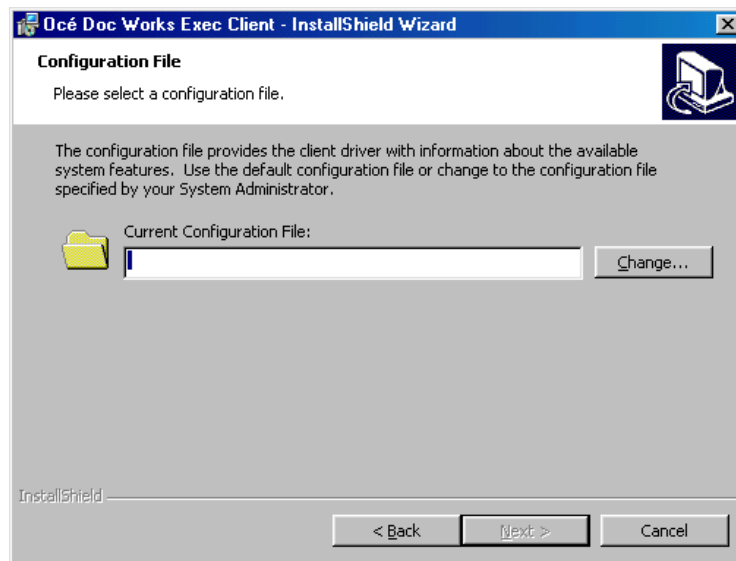 Océ Doc Works Exec Client - InstallShield Wizard
Configuration File
Please select a configuration file.
The configuration file provides the client driver with information about the available
system features.  Use the default configuration file or change to the configuration file
specified by your System Administrator.
Current Configuration File:
Change...
InstallShield
< Back
Next >
Cancel